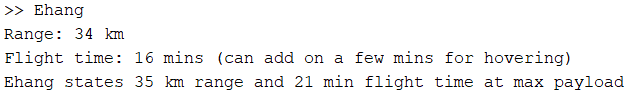 >> Ehang
Range: 34 km
Flight time: 16 mins (can add on a few mins for hovering)
Ehang states 35 km range and 21 min flight time at max payload